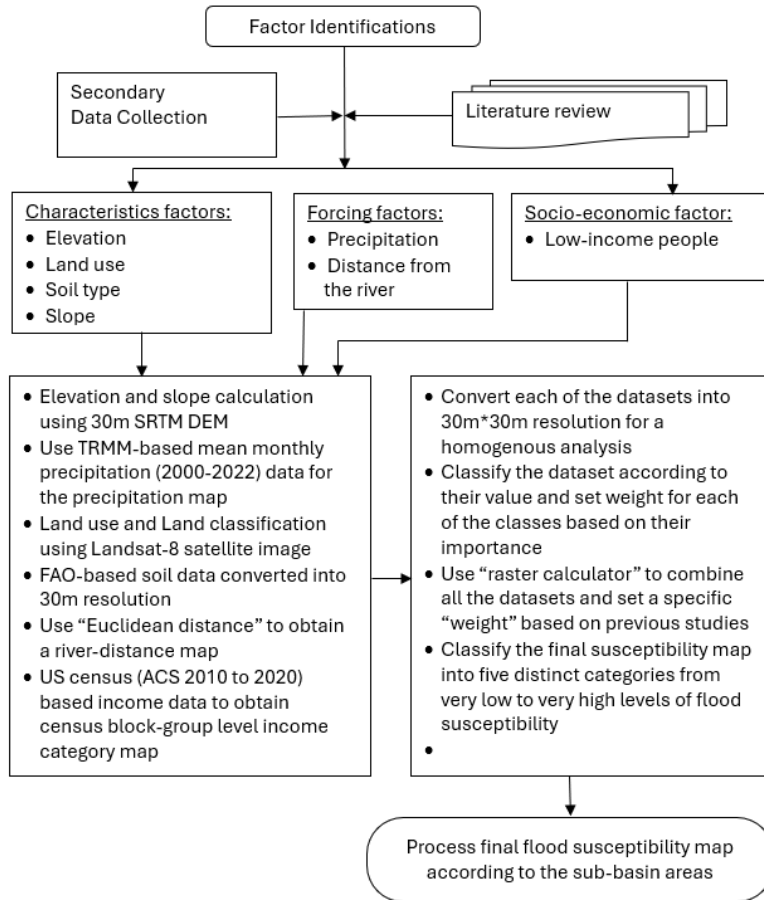 Factor Identifications
Secondary
Data Collection
Literature review
Characteristics factors:
• Elevation
• Land use
• Soil type
• Slope
Forcing factors:
• Precipitation
• Distance from
the river
Socio-economic factor:
• Low-income people
• Elevation and slope calculation
using 30m SRTM DEM
• Use TRMM-based mean monthly
precipitation (2000-2022) data for
the precipitation map
• Land use and Land classification
using Landsat-8 satellite image
• FAO-based soil data converted into
30m resolution
• Use “Euclidean distance” to obtain
a river-distance map
• US census (ACS 2010 to 2020)
based income data to obtain
census block-group level income
category map
• Convert each of the datasets into
30m*30m resolution for a
homogenous analysis
• Classify the dataset according to
their value and set weight for each
of the classes based on their
importance
• Use “raster calculator” to combine
all the datasets and set a specific
“weight” based on previous studies
• Classify the final susceptibility map
into five distinct categories from
very low to very high levels of flood
susceptibility
•
Process final flood susceptibility map
according to the sub-basin areas